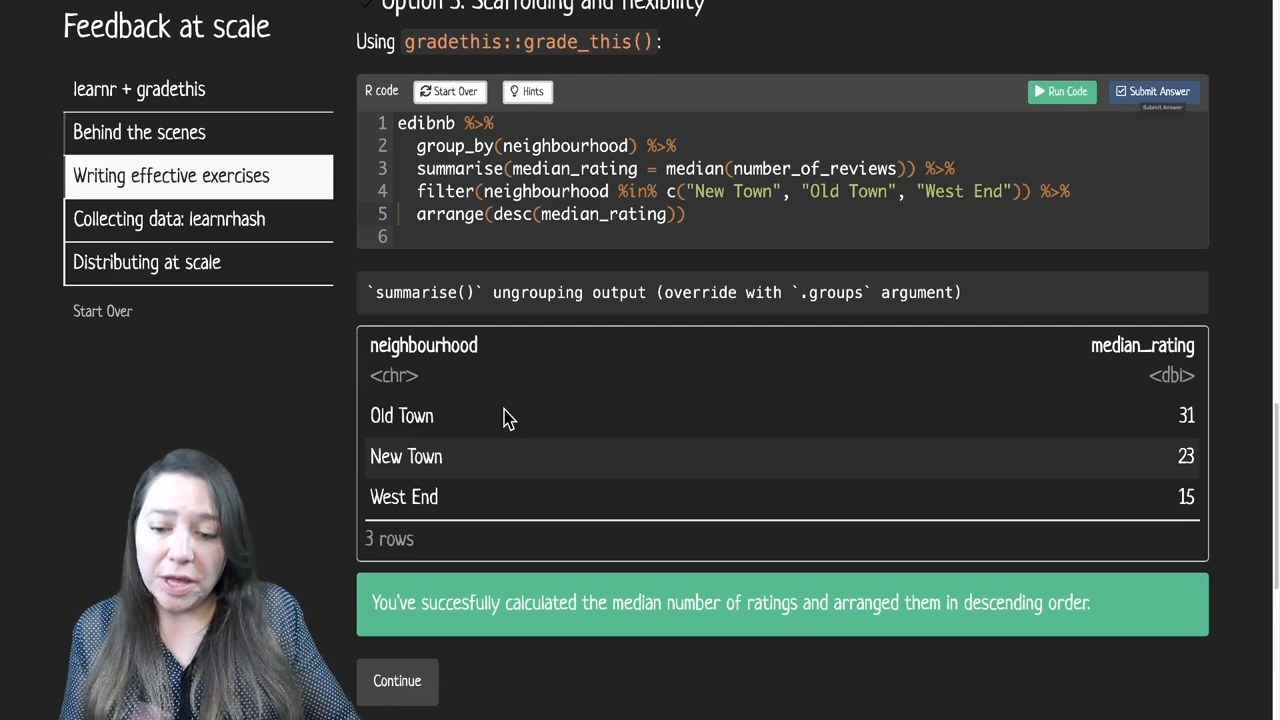 Feedback at scale
learnr + gradethis
Behind the scenes
Writing effective exercises
Collecting data: learnrhash
Distributing at scale
Start Over
Option 3: Scaffolding and flexibility
Using gradethis::grade_this():
R code Start Over Hints Run Code Submit Answer
Submit Answer
1 edibnb %>%
2 group_by(neighbourhood) %>%
3 summarise(median_rating = median(number_of_reviews)) %>%
4 filter(neighbourhood %in% c("New Town", "Old Town", "West End")) %>%
5 arrange(desc(median_rating))
6
`summarise()` ungrouping output (override with `.groups` argument)
neighbourhood median_rating
<chr> <dbl>
Old Town 31
New Town 23
West End 15
3 rows
You've succesfully calculated the median number of ratings and arranged them in descending order.
Continue